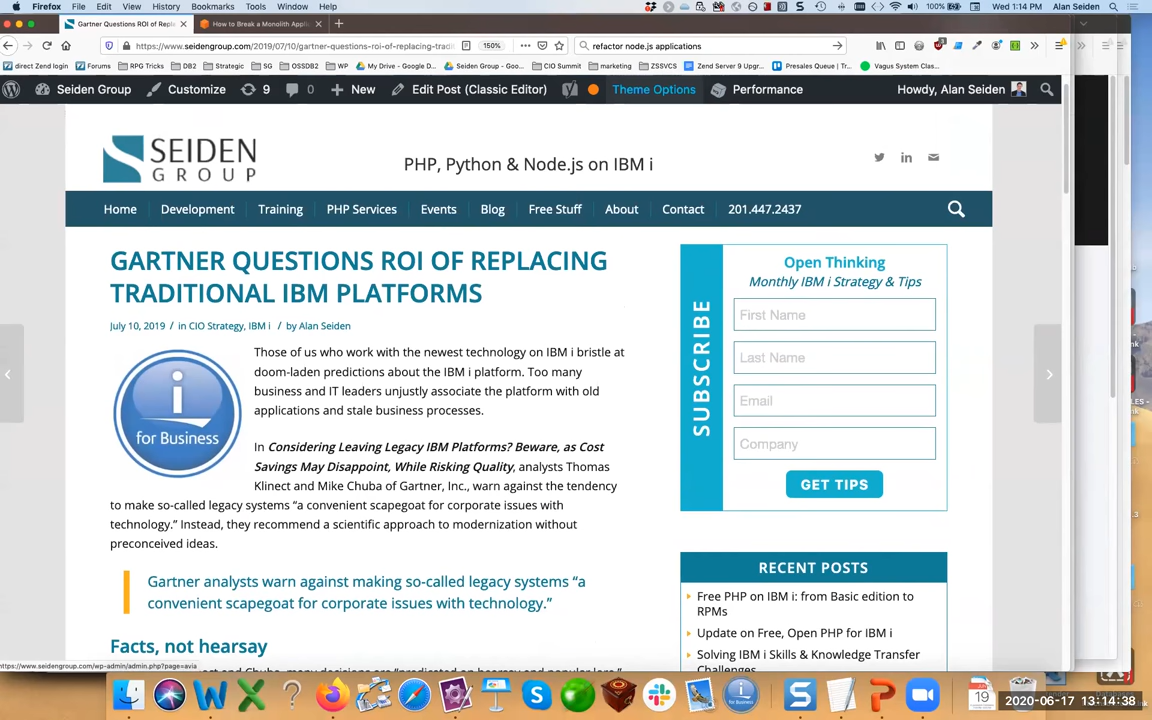 Firefox File Edit View History Bookmarks Tools Window Help 100% Wed 1:14 PM Alan Seiden
Gartner Questions ROI of Repla
How to Break a Monolith Appl
https://www.seidengroup.com/2019/07/10/gartner-questions-roi-of-replacing-tradit
150%
refactor node.js applications
direct Zend login Forums RPG Tricks DB2 Strategic SG OSSDB2 WP My Drive - Google D... Seiden Group - Goo... CIO Summit marketing ZSSVCS Zend Server 9 Upgr... Presales Queue | Tr... Vagus System Clas...
Seiden Group Customize 9 0 New Edit Post (Classic Editor) Theme Options Performance Howdy, Alan Seiden
SEIDEN
GROUP
PHP, Python & Node.js on IBM i
Home Development Training PHP Services Events Blog Free Stuff About Contact 201.447.2437
GARTNER QUESTIONS ROI OF REPLACING
TRADITIONAL IBM PLATFORMS
July 10, 2019 / in CIO Strategy, IBM i / by Alan Seiden
i
for Business
Those of us who work with the newest technology on IBM i bristle at
doom-laden predictions about the IBM i platform. Too many
business and IT leaders unjustly associate the platform with old
applications and stale business processes.
In Considering Leaving Legacy IBM Platforms? Beware, as Cost
Savings May Disappoint, While Risking Quality, analysts Thomas
Klinect and Mike Chuba of Gartner, Inc., warn against the tendency
to make so-called legacy systems “a convenient scapegoat for corporate issues with
technology.” Instead, they recommend a scientific approach to modernization without
preconceived ideas.
Gartner analysts warn against making so-called legacy systems “a
convenient scapegoat for corporate issues with technology.”
Facts, not hearsay
SUBSCRIBE
Open Thinking
Monthly IBM i Strategy & Tips
First Name
Last Name
Email
Company
GET TIPS
RECENT POSTS
Free PHP on IBM i: from Basic edition to
RPMs
Update on Free, Open PHP for IBM i
Solving IBM i Skills & Knowledge Transfer
Challenges
https://www.seidengroup.com/wp-admin/admin.php?page=avia
i
for Business
19
2020-06-17 13:14:38